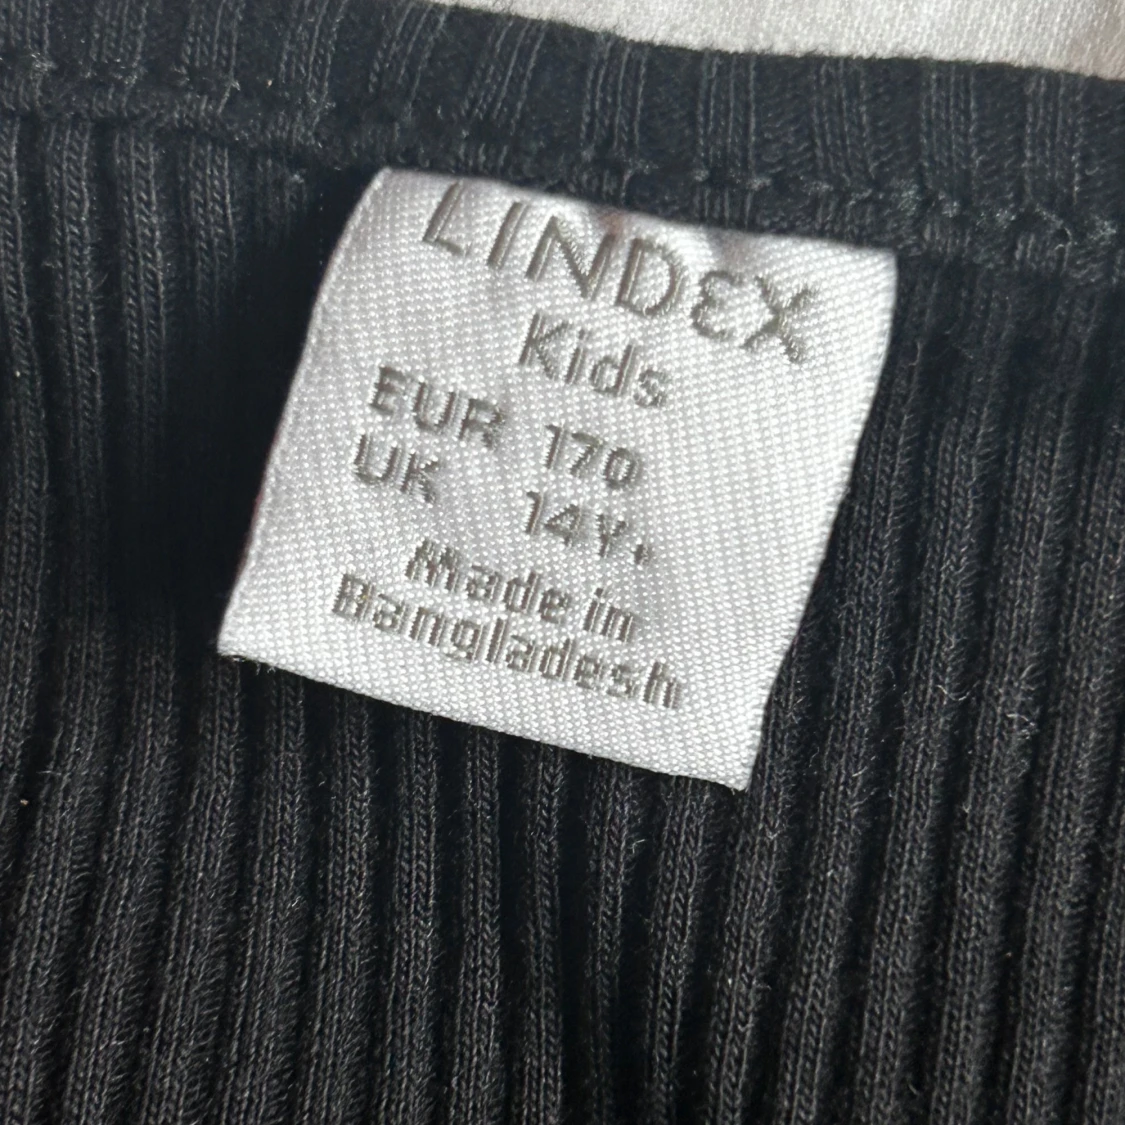 LINDEX
Kids
EUR 170
UK 14Y+
Made in
Bangladesh